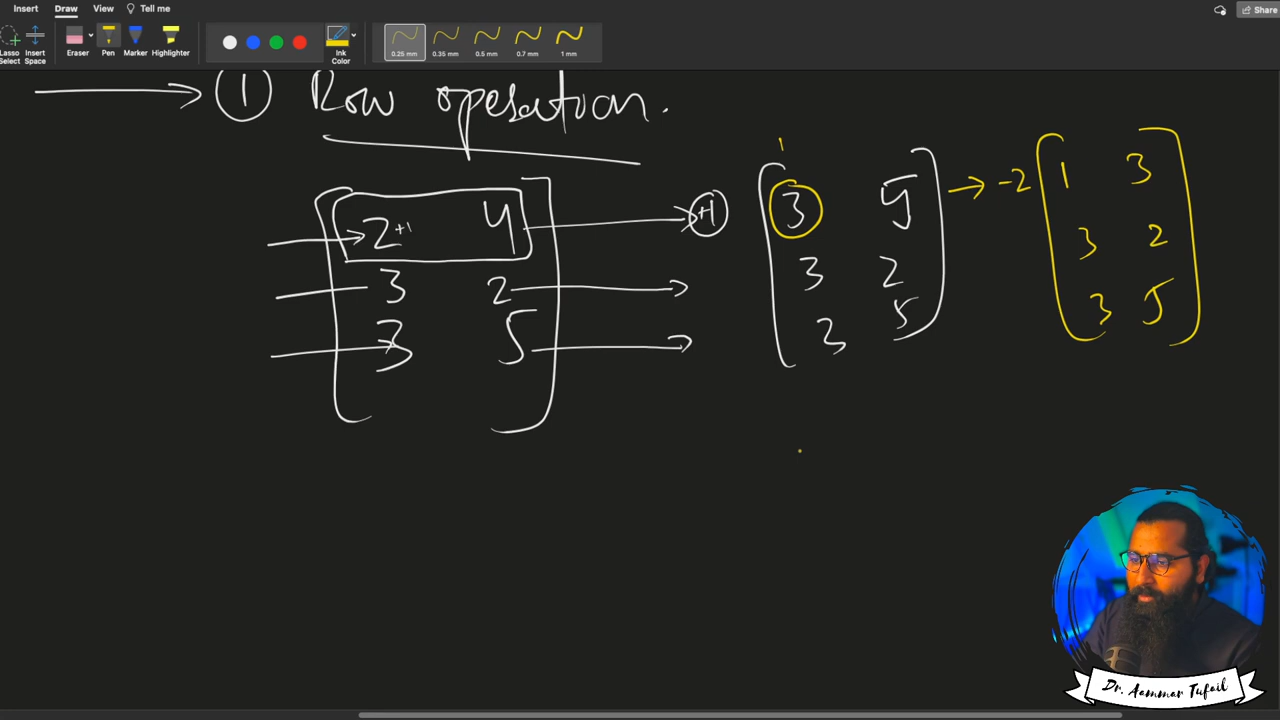 Insert Draw View Tell me
Share
Lasso Select
Insert Space
Eraser
Pen
Marker
Highlighter
Ink Color
0.25 mm
0.35 mm
0.5 mm
0.7 mm
1 mm
→ ① Row operation.
2+1 4
3 2
3 5
+1
1
3 5
3 2
3 5
→ -2
1 3
3 2
3 5
Dr. Aammar Tufail